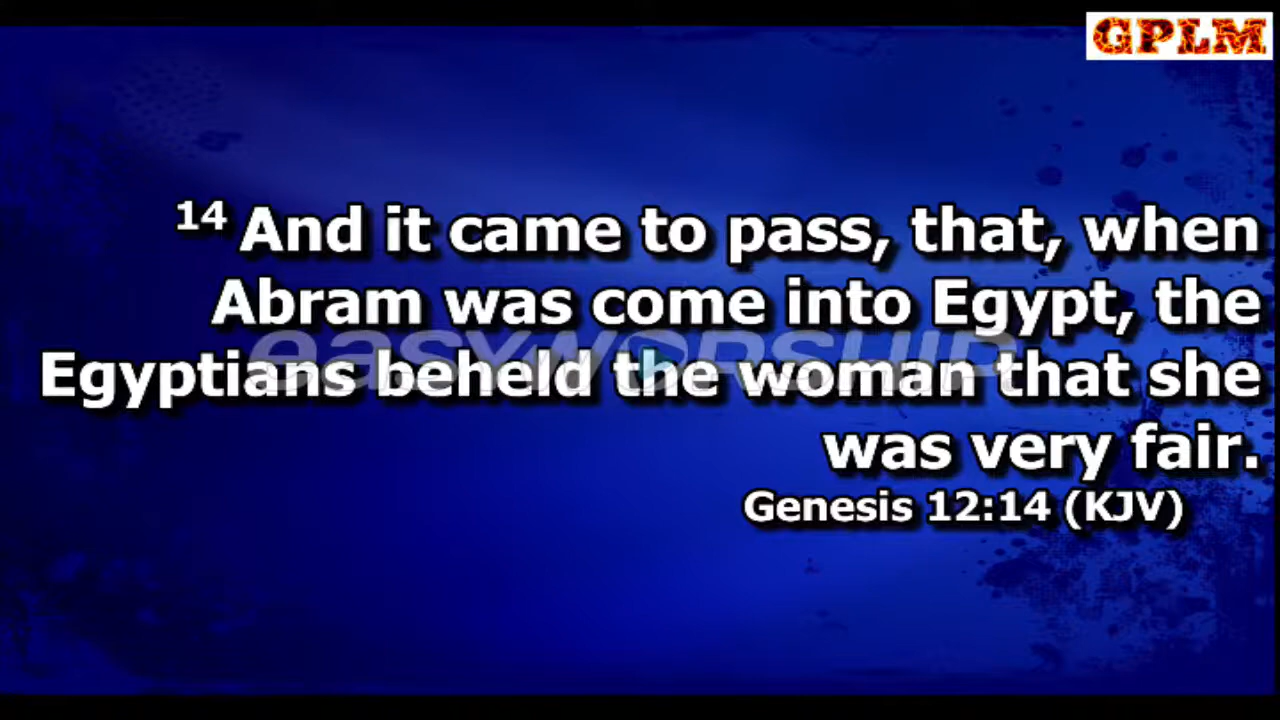 GPLM
14 And it came to pass, that, when
Abram was come into Egypt, the
easyworship
Egyptians beheld the woman that she
was very fair.
Genesis 12:14 (KJV)